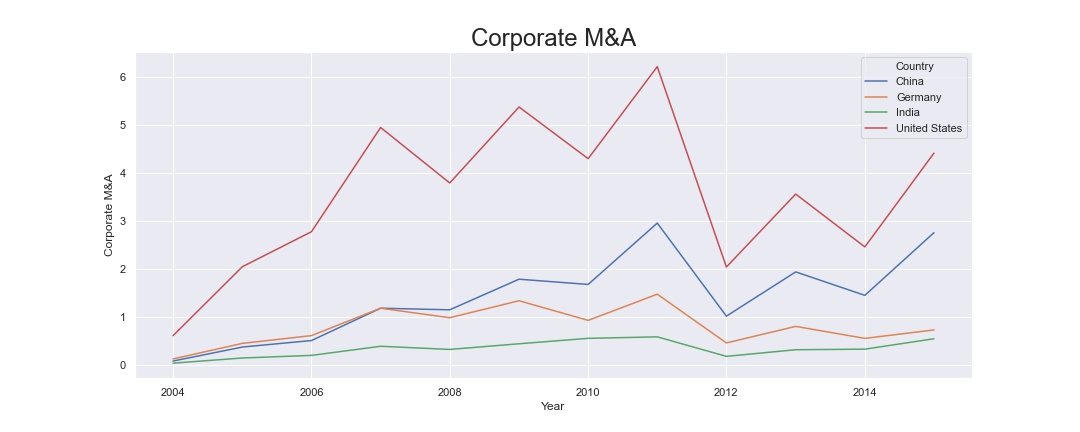 Corporate M&A
Country
China
Germany
India
United States
6
5
4
3
2
1
0
Corporate M&A
2004
2006
2008
2010
2012
2014
Year